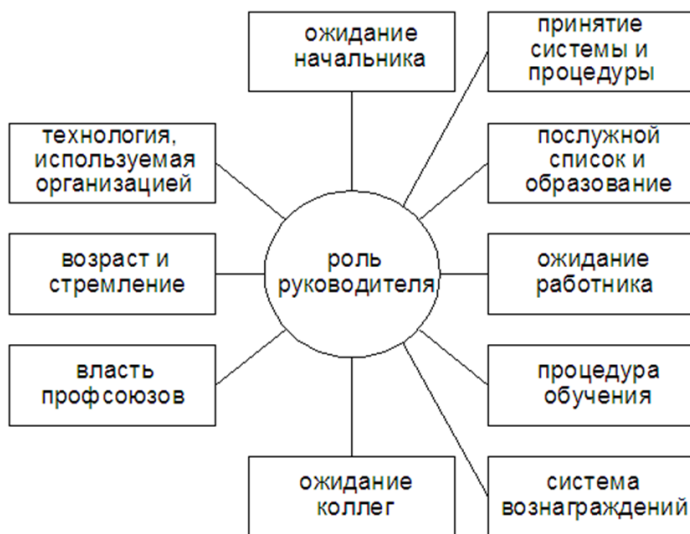 ожидание
начальника
принятие
системы и
процедуры
технология,
используемая
организацией
послужной
список и
образование
возраст и
стремление
роль
руководителя
ожидание
работника
власть
профсоюзов
процедура
обучения
ожидание
коллег
система
вознаграждений